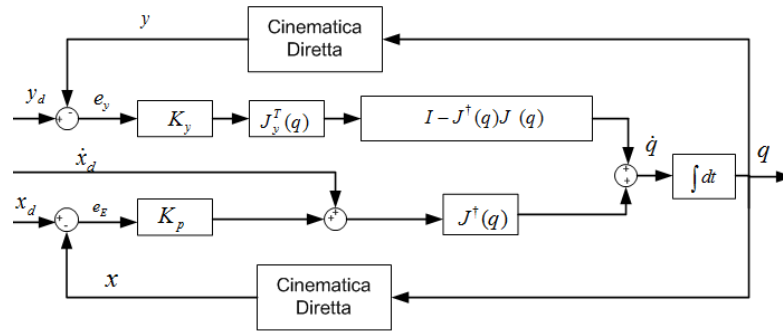 y
Cinematica
Diretta
y_d
+
-
e_y
K_y
J_y^T(q)
I − J^†(q)J (q)
ẋ_d
+
+
q̇
∫dt
q
x_d
+
-
e_E
K_p
+
+
J^†(q)
x
Cinematica
Diretta